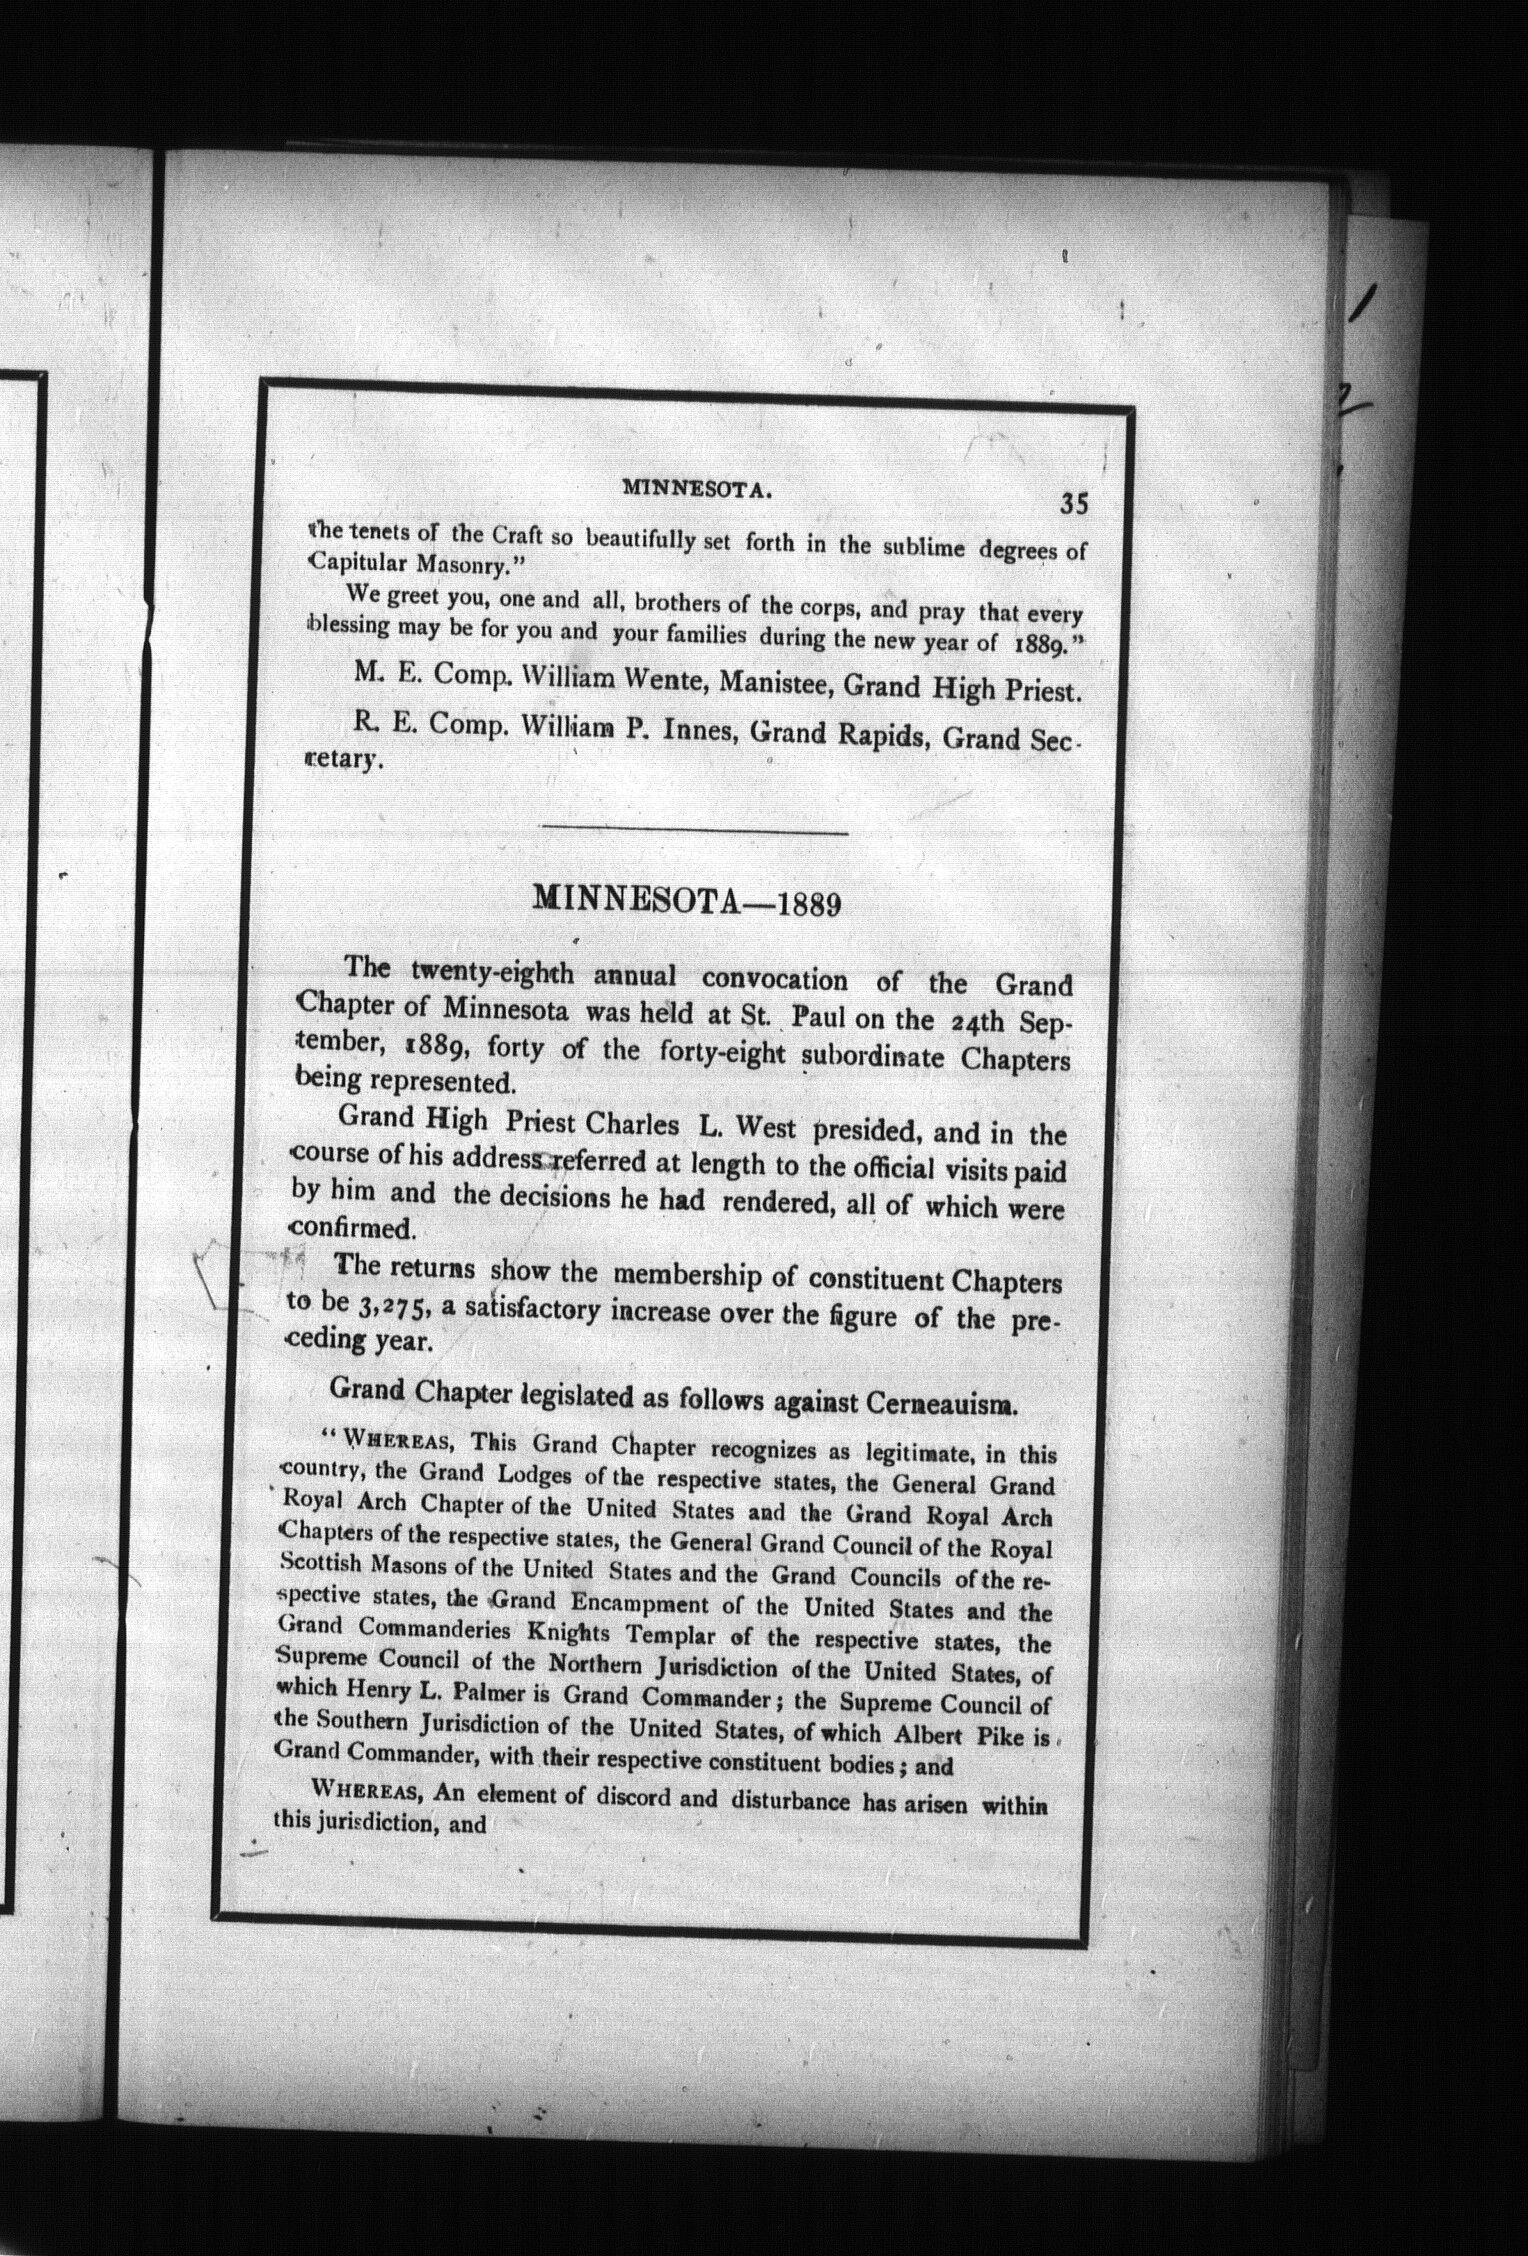 MINNESOTA. 35
the tenets of the Craft so beautifully set forth in the sublime degrees of
Capitular Masonry."
We greet you, one and all, brothers of the corps, and pray that every
blessing may be for you and your families during the new year of 1889."
M. E. Comp. William Wente, Manistee, Grand High Priest.
R. E. Comp. William P. Innes, Grand Rapids, Grand Sec-
retary.
MINNESOTA—1889
The twenty-eighth annual convocation of the Grand
Chapter of Minnesota was held at St. Paul on the 24th Sep-
tember, 1889, forty of the forty-eight subordinate Chapters
being represented.
Grand High Priest Charles L. West presided, and in the
course of his address referred at length to the official visits paid
by him and the decisions he had rendered, all of which were
confirmed.
The returns show the membership of constituent Chapters
to be 3,275, a satisfactory increase over the figure of the pre-
ceding year.
Grand Chapter legislated as follows against Cerneauism.
"WHEREAS, This Grand Chapter recognizes as legitimate, in this
country, the Grand Lodges of the respective states, the General Grand
Royal Arch Chapter of the United States and the Grand Royal Arch
Chapters of the respective states, the General Grand Council of the Royal
Scottish Masons of the United States and the Grand Councils of the re-
spective states, the Grand Encampment of the United States and the
Grand Commanderies Knights Templar of the respective states, the
Supreme Council of the Northern Jurisdiction of the United States, of
which Henry L. Palmer is Grand Commander; the Supreme Council of
the Southern Jurisdiction of the United States, of which Albert Pike is
Grand Commander, with their respective constituent bodies; and
WHEREAS, An element of discord and disturbance has arisen within
this jurisdiction, and